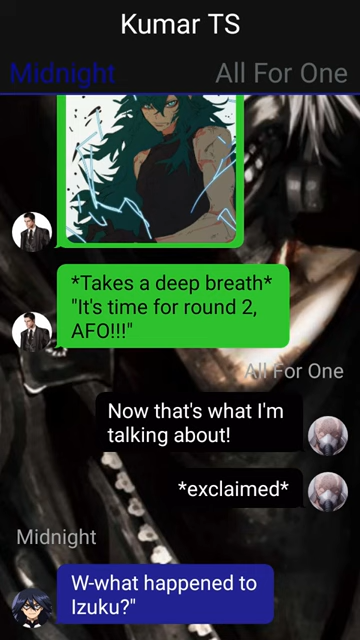 Kumar TS
Midnight
All For One
*Takes a deep breath*
"It's time for round 2,
AFO!!!"
All For One
Now that's what I'm
talking about!
*exclaimed*
Midnight
W-what happened to
Izuku?"